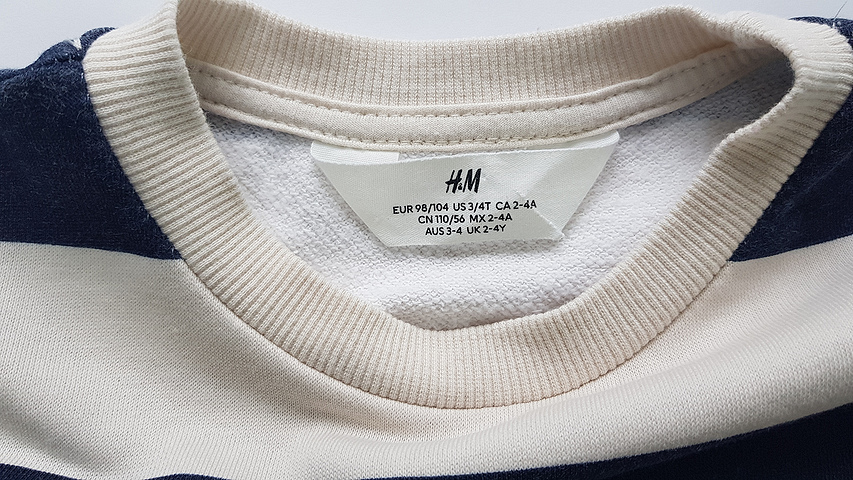 H&M
EUR 98/104 US 3/4T CA 2-4A
CN 110/56 MX 2-4A
AUS 3-4 UK 2-4Y